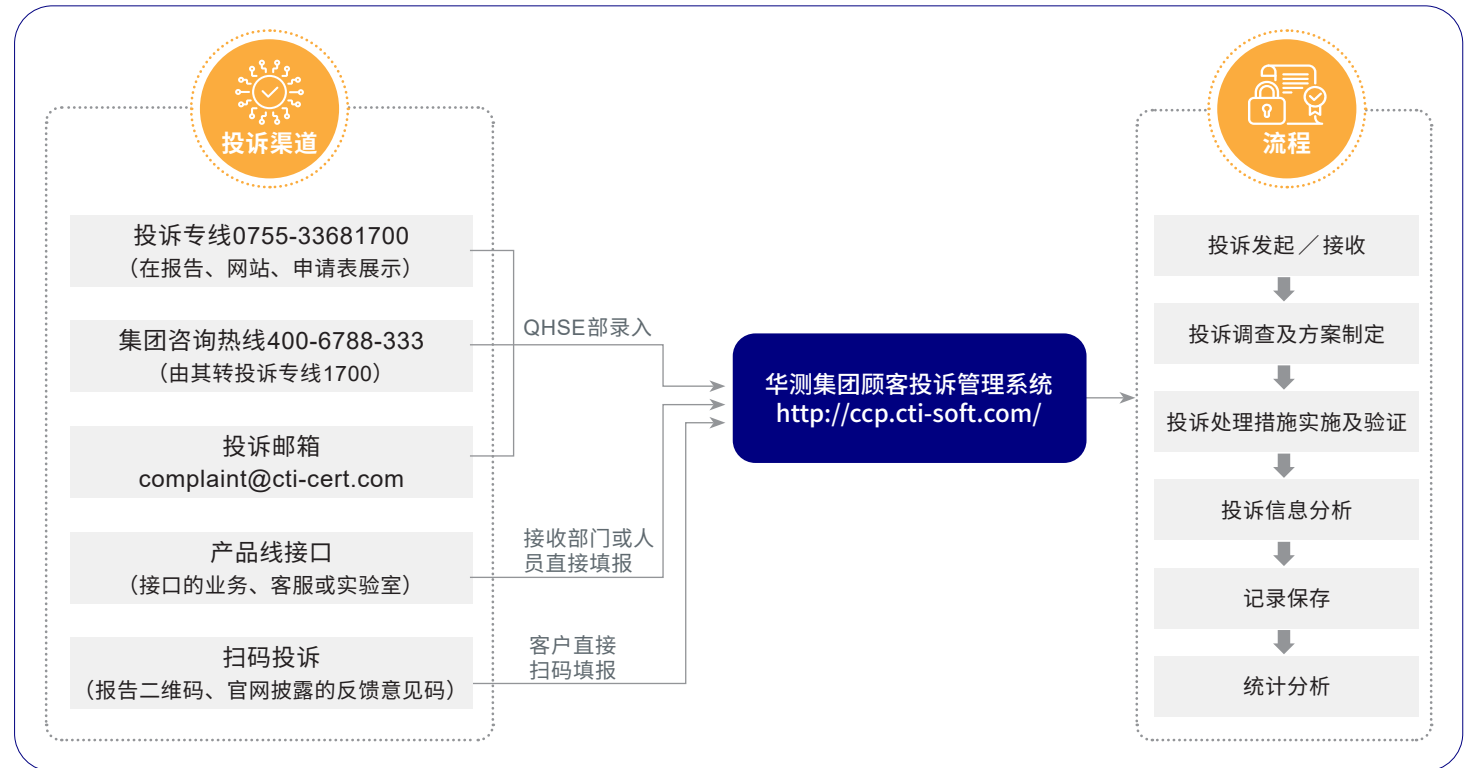 投诉渠道
投诉专线0755-33681700
（在报告、网站、申请表展示）
集团咨询热线400-6788-333
（由其转投诉专线1700）
投诉邮箱
complaint@cti-cert.com
产品线接口
（接口的业务、客服或实验室）
扫码投诉
（报告二维码、官网披露的反馈意见码）
QHSE部录入
接收部门或人
员直接填报
客户直接
扫码填报
华测集团顾客投诉管理系统
http://ccp.cti-soft.com/
流程
投诉发起／接收
投诉调查及方案制定
投诉处理措施实施及验证
投诉信息分析
记录保存
统计分析